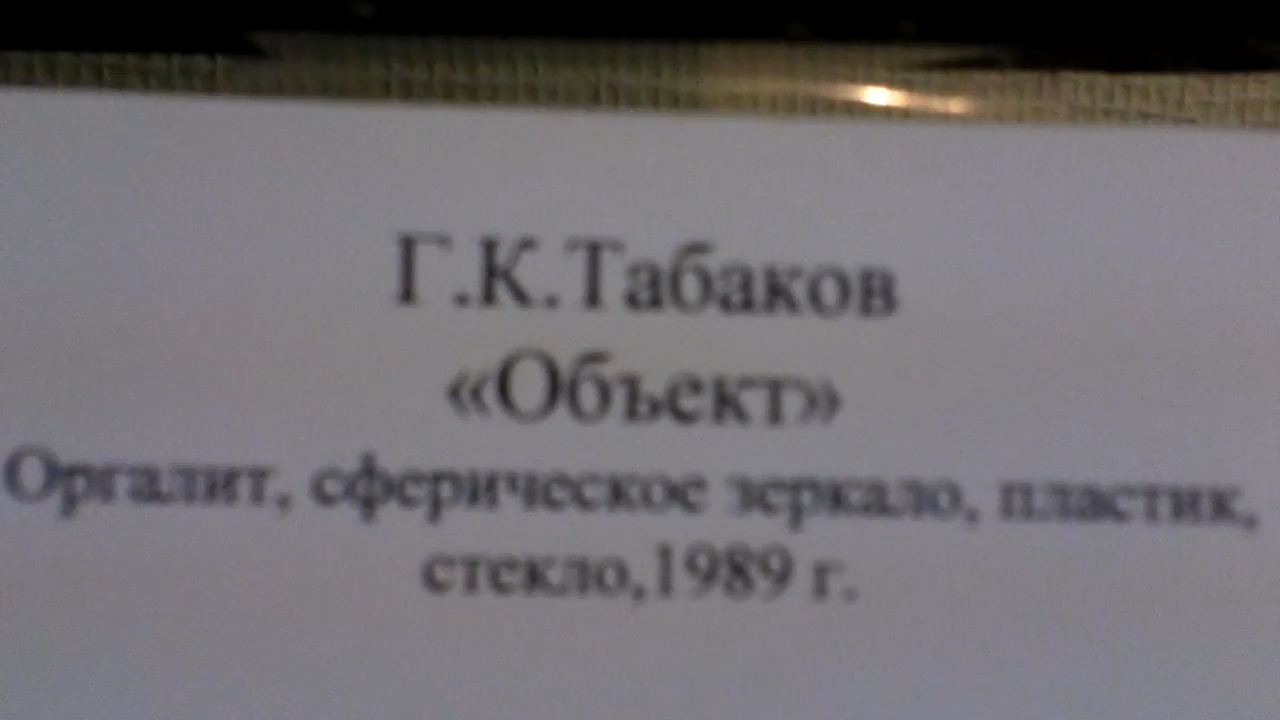 Г.К.Табаков
«Объект»
Оргалит, сферическое зеркало, пластик,
стекло,1989 г.